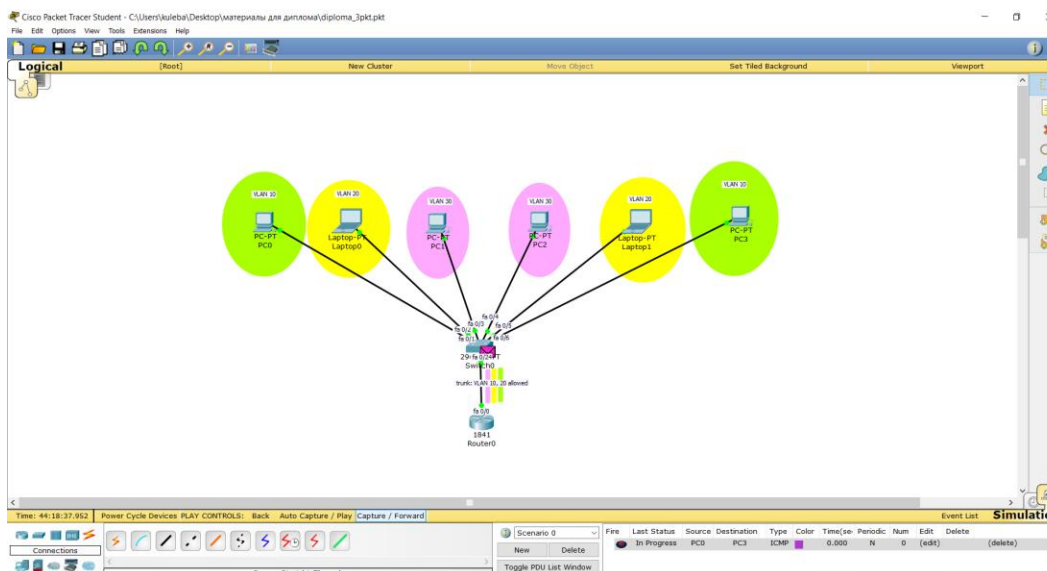 Cisco Packet Tracer Student - C:\Users\kuleba\Desktop\материалы для диплома\diploma_3pkt.pkt
File Edit Options View Tools Extensions Help
Logical [Root] New Cluster Move Object Set Tiled Background Viewport
VLAN 10
VLAN 20
VLAN 30
VLAN 30
VLAN 20
VLAN 10
PC-PT
PC0
Laptop-PT
Laptop0
PC-PT
PC1
PC-PT
PC2
Laptop-PT
Laptop1
PC-PT
PC3
fa 0/4
fa 0/3
fa 0/5
fa 0/2
fa 0/1
fa 0/6
fa 0/24
Switch0
trunk: VLAN 10, 20 allowed
fa 0/0
1841
Router0
Time: 44:18:37.952 Power Cycle Devices PLAY CONTROLS: Back Auto Capture / Play Capture / Forward Event List Simulatio
Connections
Scenario 0
New Delete
Toggle PDU List Window
Fire Last Status Source Destination Type Color Time(sec Periodic Num Edit Delete
In Progress PC0 PC3 ICMP 0.000 N 0 (edit) (delete)